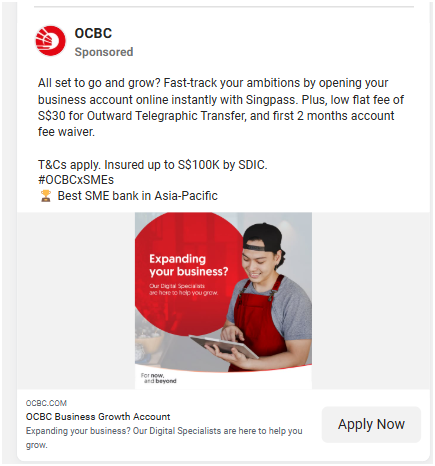 OCBC
Sponsored
All set to go and grow? Fast-track your ambitions by opening your
business account online instantly with Singpass. Plus, low flat fee of
S$30 for Outward Telegraphic Transfer, and first 2 months account
fee waiver.
T&Cs apply. Insured up to S$100K by SDIC.
#OCBCxSMEs
🏆 Best SME bank in Asia-Pacific
Expanding
your business?
Our Digital Specialists
are here to help you grow.
For now,
and beyond
OCBC.COM
OCBC Business Growth Account
Expanding your business? Our Digital Specialists are here to help you
grow.
Apply Now